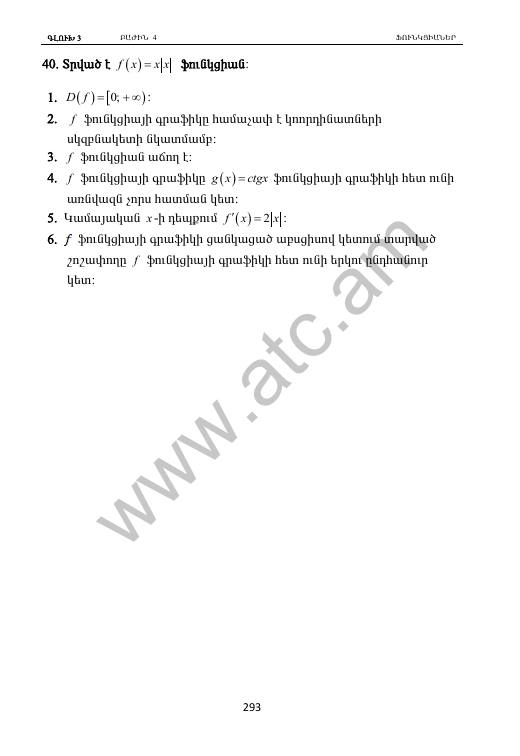 ԳԼՈՒԽ 3 ԲԱԺԻՆ 4 ՖՈՒՆԿՑԻԱՆԵՐ
40. Տրված է f(x)=x|x| ֆունկցիան:
1. D(f)=[0;+∞):
2. f ֆունկցիայի գրաֆիկը համաչափ է կոորդինատների
սկզբնակետի նկատմամբ:
3. f ֆունկցիան աճող է:
4. f ֆունկցիայի գրաֆիկը g(x)=ctgx ֆունկցիայի գրաֆիկի հետ ունի
առնվազն չորս հատման կետ:
5. Կամայական x-ի դեպքում f′(x)=2|x|:
6. f ֆունկցիայի գրաֆիկի ցանկացած աբսցիսով կետում տարված
շոշափողը f ֆունկցիայի գրաֆիկի հետ ունի երկու ընդհանուր
կետ:
www.atc.am
293